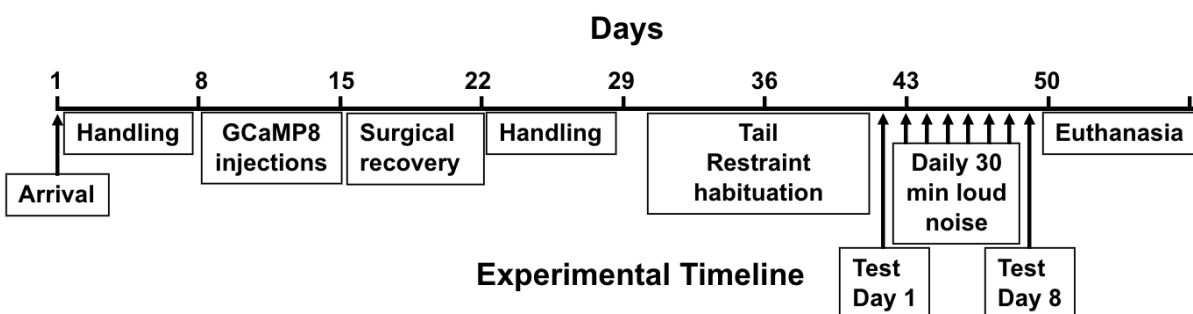 Days
1 8 15 22 29 36 43 50
Handling
GCaMP8
injections
Surgical
recovery
Handling
Tail
Restraint
habituation
Daily 30
min loud
noise
Euthanasia
Arrival
Experimental Timeline
Test
Day 1
Test
Day 8